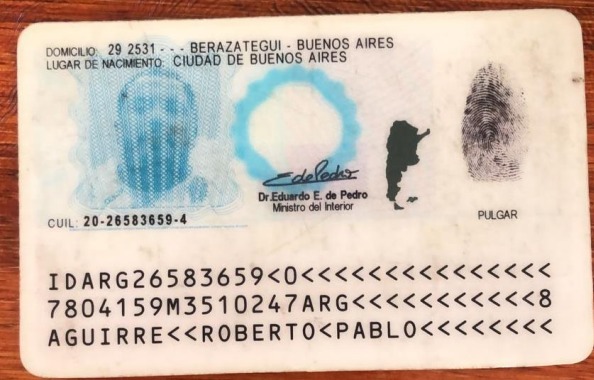 DOMICILIO: 29 2531 - - - BERAZATEGUI - BUENOS AIRES
LUGAR DE NACIMIENTO: CIUDAD DE BUENOS AIRES
Dr.Eduardo E. de Pedro
Ministro del Interior
PULGAR
CUIL: 20-26583659-4
IDARG26583659<0<<<<<<<<<<<<<<<
7804159M3510247ARG<<<<<<<<<<<8
AGUIRRE<<ROBERTO<PABLO<<<<<<<<